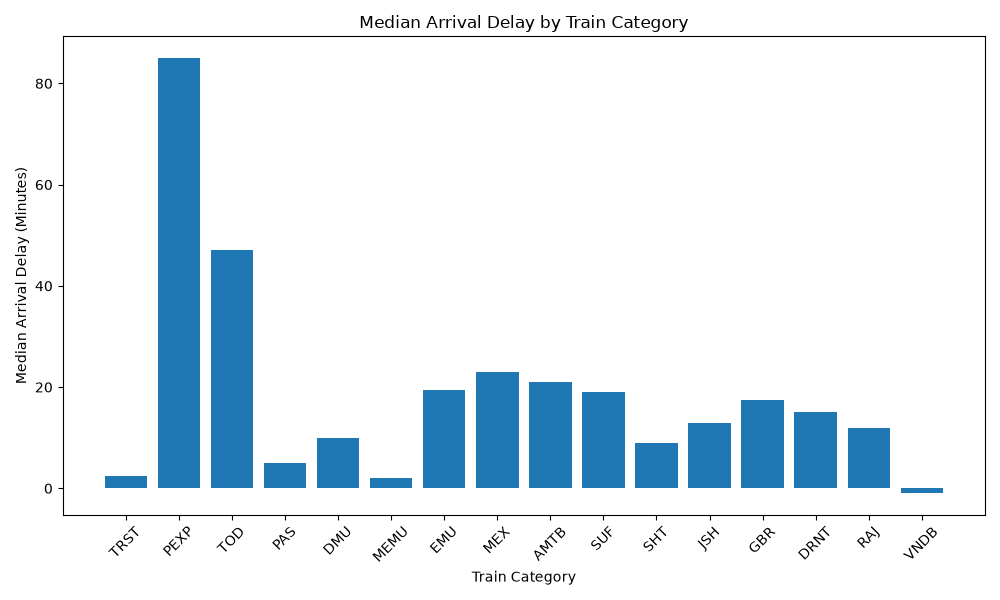 Median Arrival Delay by Train Category
Median Arrival Delay (Minutes)
80
60
40
20
0
TRST PEXP TOD PAS DMU MEMU EMU MEX AMTB SUF SHT JSH GBR DRNT RAJ VNDB
Train Category